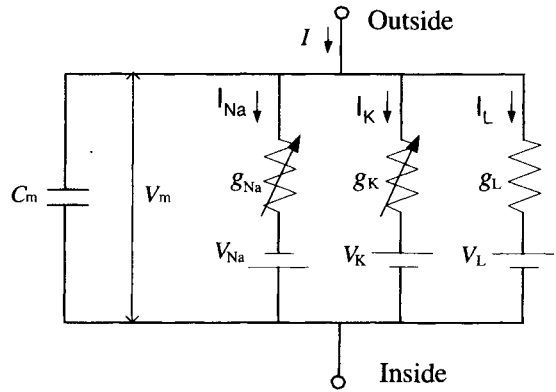 Outside
I
I_Na
I_K
I_L
C_m
V_m
g_Na
g_K
g_L
V_Na
V_K
V_L
Inside